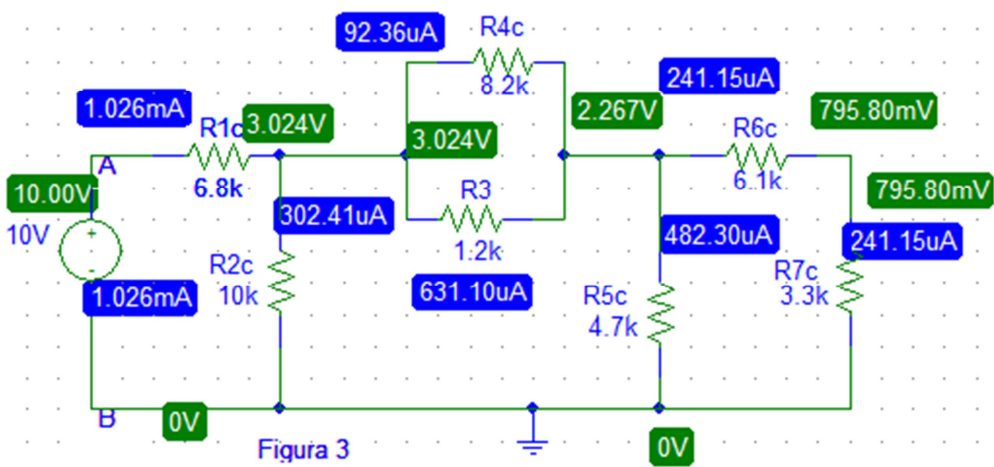 92.36uA
R4c
8.2k
1.026mA
R1c
3.024V
3.024V
2.267V
241.15uA
795.80mV
R6c
A
6.8k
R3
6.1k
10.00V
795.80mV
10V
+
302.41uA
1.2k
482.30uA
241.15uA
-
R2c
10k
631.10uA
R5c
4.7k
R7c
3.3k
1.026mA
B
0V
Figura 3
0V